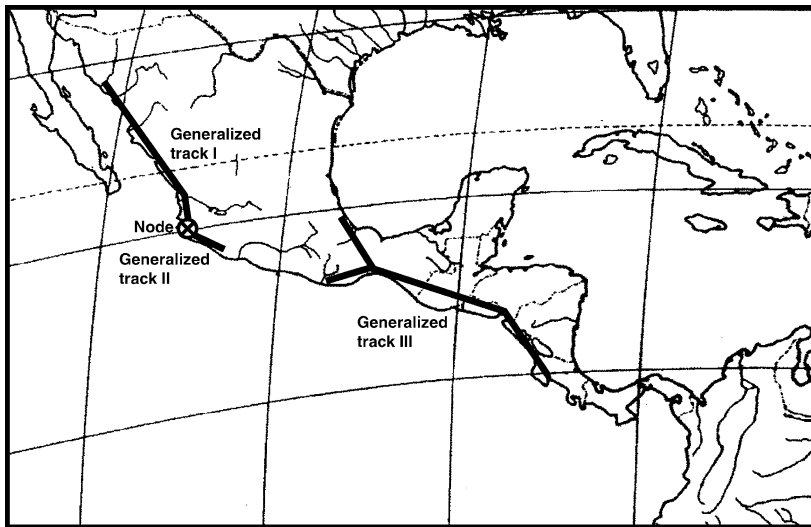 Generalized
track I
Node
Generalized
track II
Generalized
track III